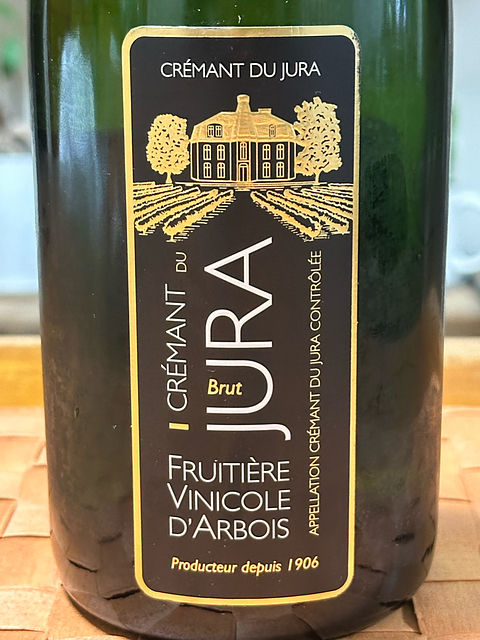 CRÉMANT DU JURA
CRÉMANT DU
JURA
Brut
APPELLATION CRÉMANT DU JURA CONTRÔLÉE
FRUITIÈRE
VINICOLE
D'ARBOIS
Producteur depuis 1906